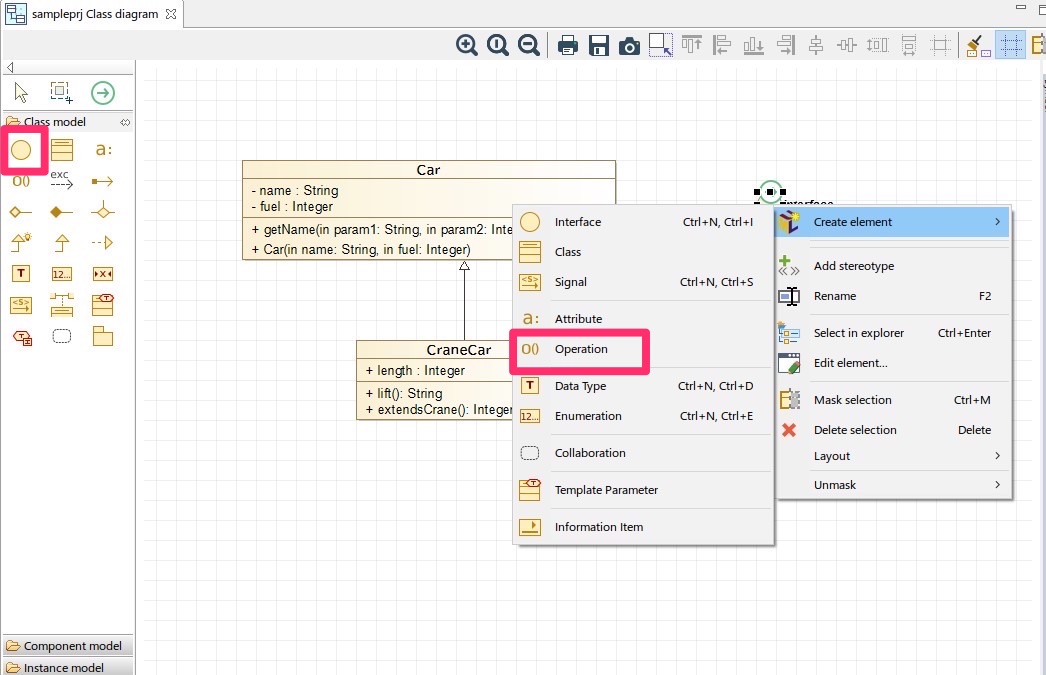 sampleprj Class diagram
Class model
a:
O()
exc
T
12...
X
<S>
T
T
Component model
Instance model
Car
- name : String
- fuel : Integer
+ getName(in param1: String, in param2: Inte
+ Car(in name: String, in fuel: Integer)
CraneCar
+ length : Integer
+ lift(): String
+ extendsCrane(): Integer
Interface Ctrl+N, Ctrl+I
Class
<S> Signal Ctrl+N, Ctrl+S
a: Attribute
O() Operation
T Data Type Ctrl+N, Ctrl+D
12... Enumeration Ctrl+N, Ctrl+E
Collaboration
T Template Parameter
Information Item
Create element
Add stereotype
Rename F2
Select in explorer Ctrl+Enter
Edit element...
Mask selection Ctrl+M
Delete selection Delete
Layout
Unmask